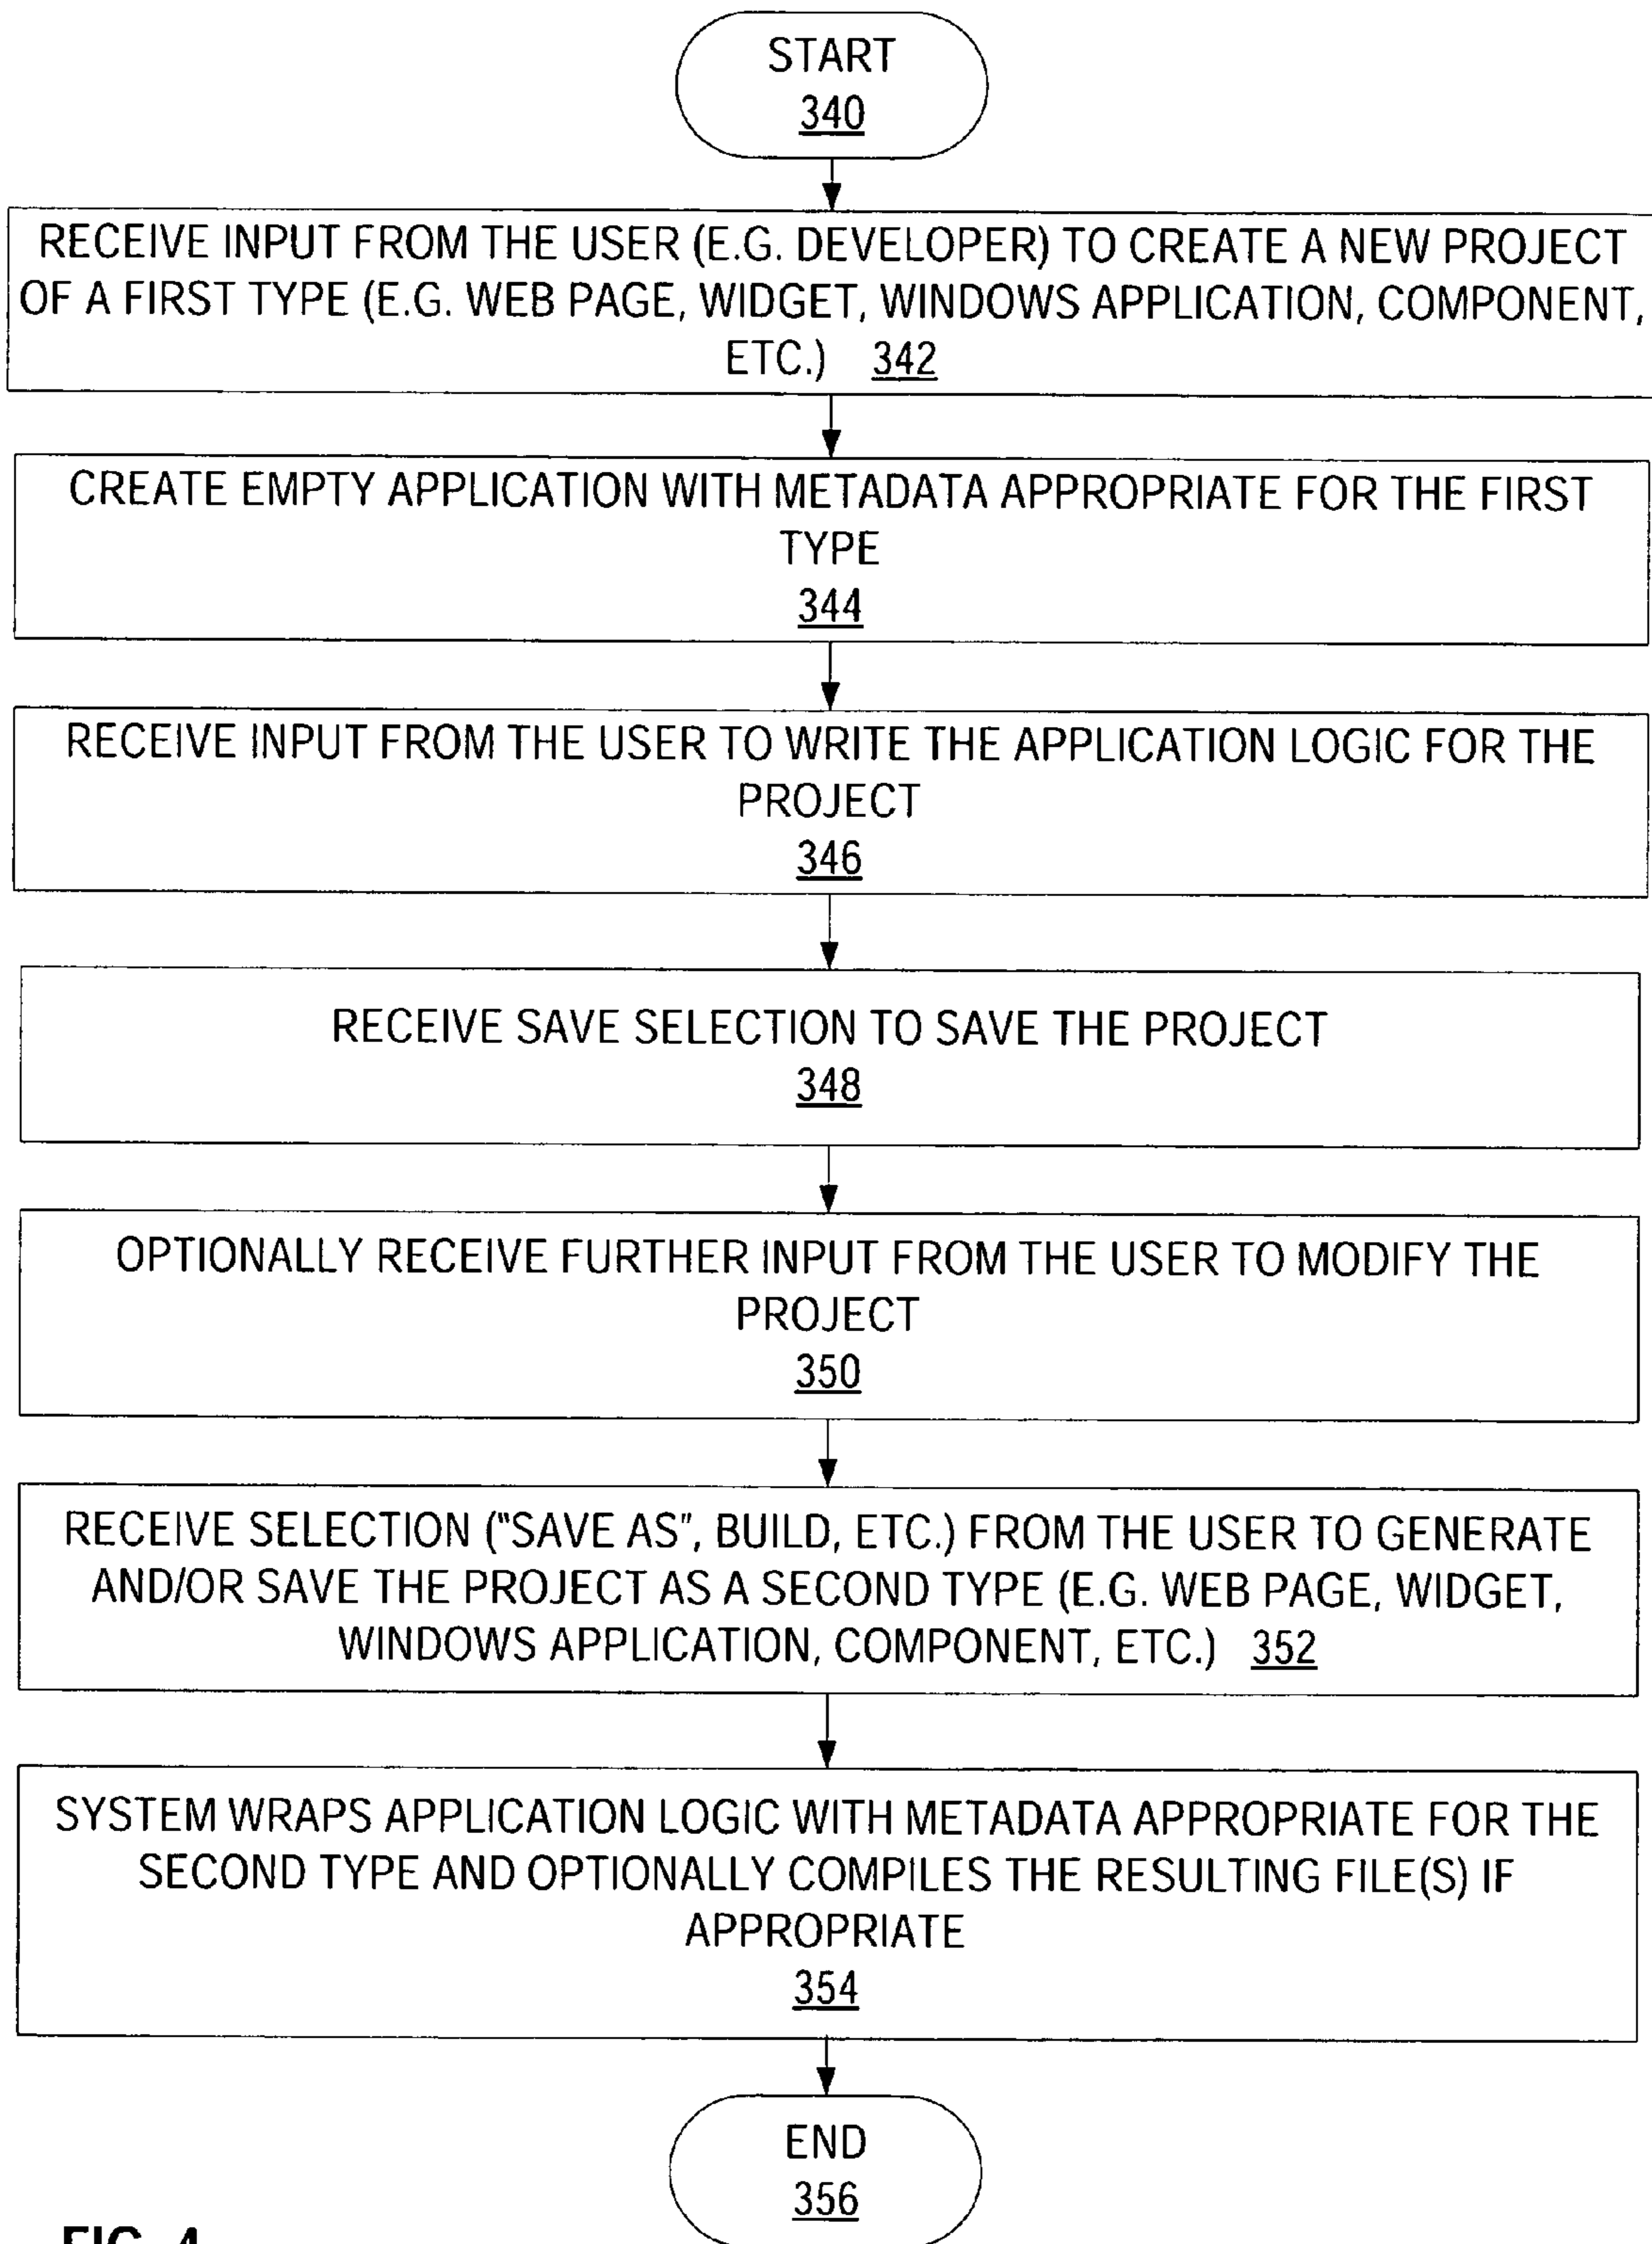 START
340
RECEIVE INPUT FROM THE USER (E.G. DEVELOPER) TO CREATE A NEW PROJECT
OF A FIRST TYPE (E.G. WEB PAGE, WIDGET, WINDOWS APPLICATION, COMPONENT,
ETC.) 342
CREATE EMPTY APPLICATION WITH METADATA APPROPRIATE FOR THE FIRST
TYPE
344
RECEIVE INPUT FROM THE USER TO WRITE THE APPLICATION LOGIC FOR THE
PROJECT
346
RECEIVE SAVE SELECTION TO SAVE THE PROJECT
348
OPTIONALLY RECEIVE FURTHER INPUT FROM THE USER TO MODIFY THE
PROJECT
350
RECEIVE SELECTION ("SAVE AS", BUILD, ETC.) FROM THE USER TO GENERATE
AND/OR SAVE THE PROJECT AS A SECOND TYPE (E.G. WEB PAGE, WIDGET,
WINDOWS APPLICATION, COMPONENT, ETC.) 352
SYSTEM WRAPS APPLICATION LOGIC WITH METADATA APPROPRIATE FOR THE
SECOND TYPE AND OPTIONALLY COMPILES THE RESULTING FILE(S) IF
APPROPRIATE
354
END
356
FIG. 4